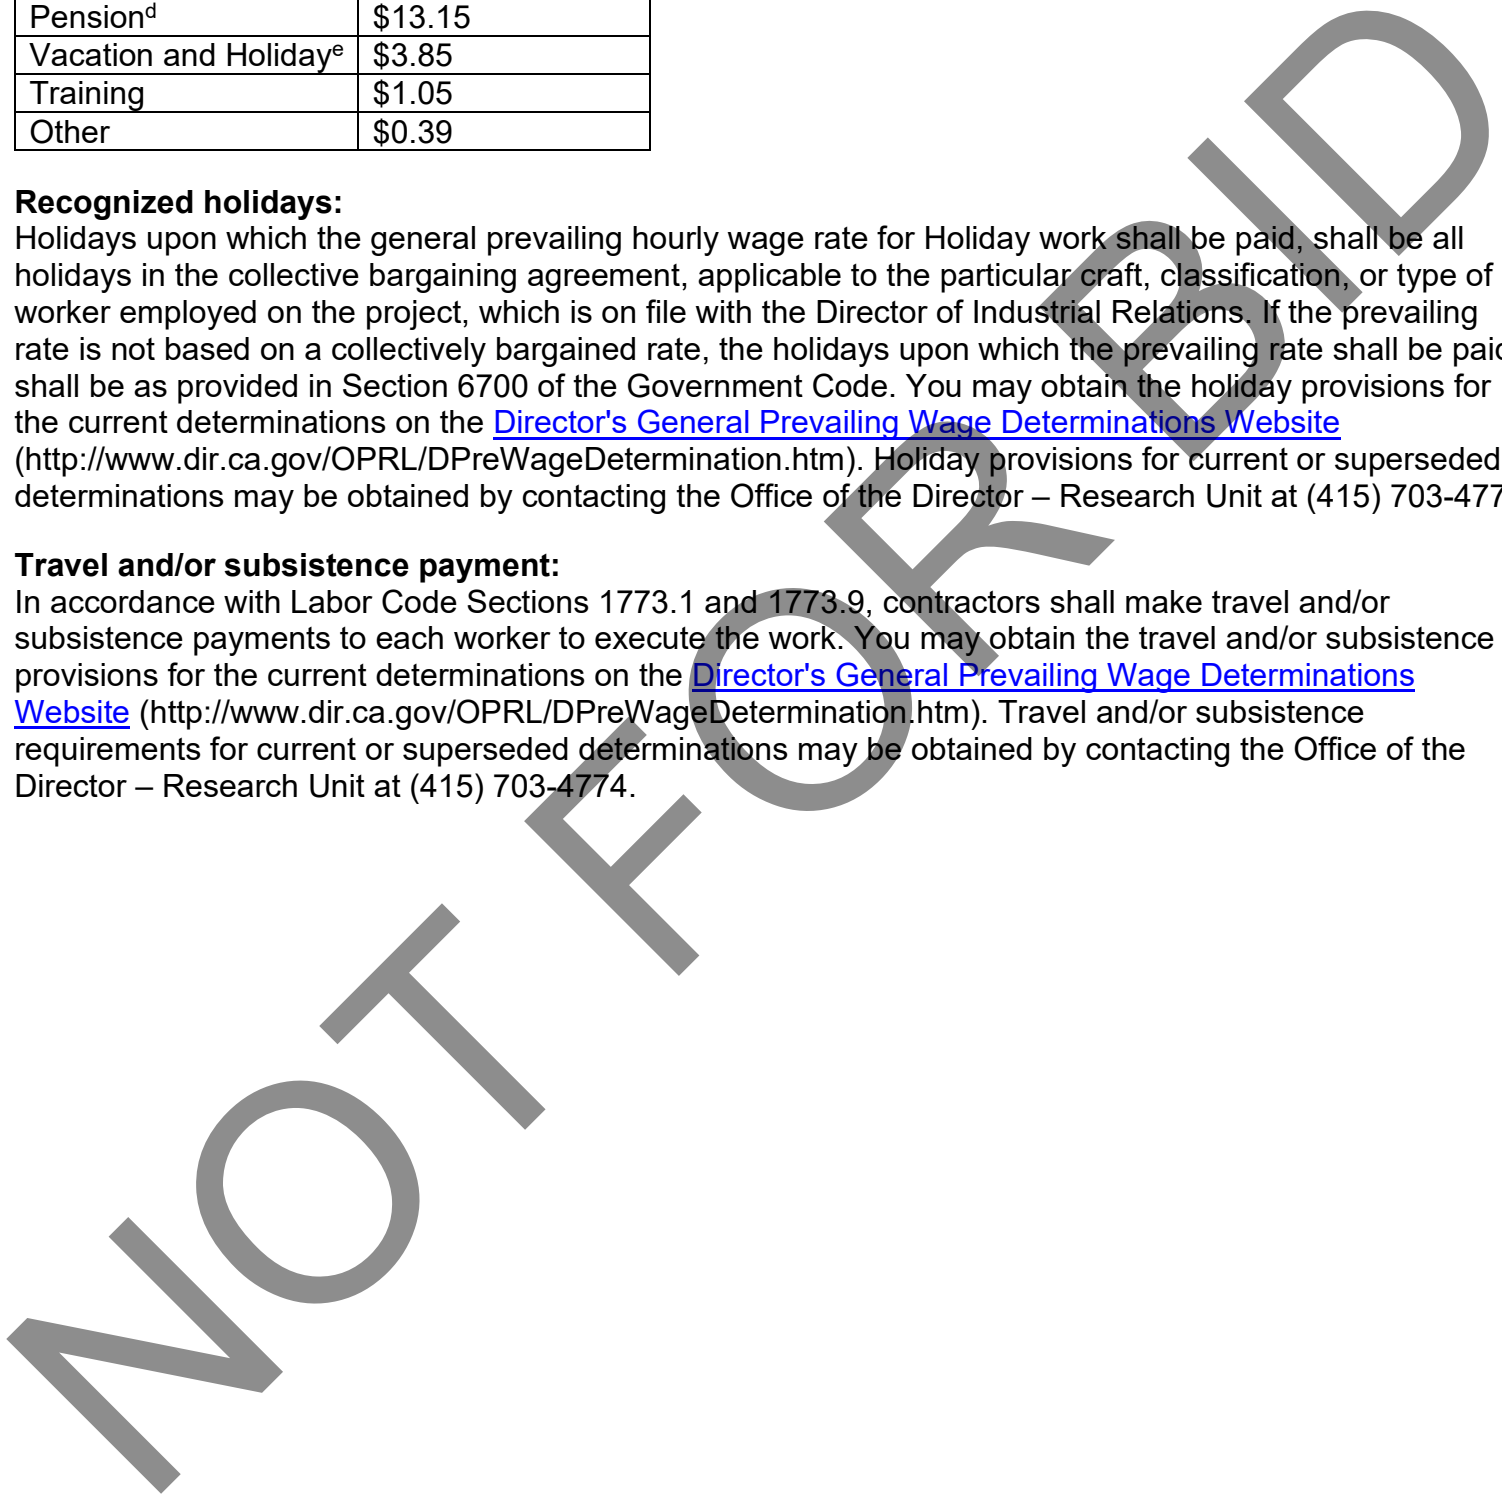 Pensionᵈ $13.15
Vacation and Holidayᵉ $3.85
Training $1.05
Other $0.39
Recognized holidays:
Holidays upon which the general prevailing hourly wage rate for Holiday work shall be paid, shall be all
holidays in the collective bargaining agreement, applicable to the particular craft, classification, or type of
worker employed on the project, which is on file with the Director of Industrial Relations. If the prevailing
rate is not based on a collectively bargained rate, the holidays upon which the prevailing rate shall be paid
shall be as provided in Section 6700 of the Government Code. You may obtain the holiday provisions for
the current determinations on the Director's General Prevailing Wage Determinations Website
(http://www.dir.ca.gov/OPRL/DPreWageDetermination.htm). Holiday provisions for current or superseded
determinations may be obtained by contacting the Office of the Director – Research Unit at (415) 703-477
Travel and/or subsistence payment:
In accordance with Labor Code Sections 1773.1 and 1773.9, contractors shall make travel and/or
subsistence payments to each worker to execute the work. You may obtain the travel and/or subsistence
provisions for the current determinations on the Director's General Prevailing Wage Determinations
Website (http://www.dir.ca.gov/OPRL/DPreWageDetermination.htm). Travel and/or subsistence
requirements for current or superseded determinations may be obtained by contacting the Office of the
Director – Research Unit at (415) 703-4774.
NOT FOR BID